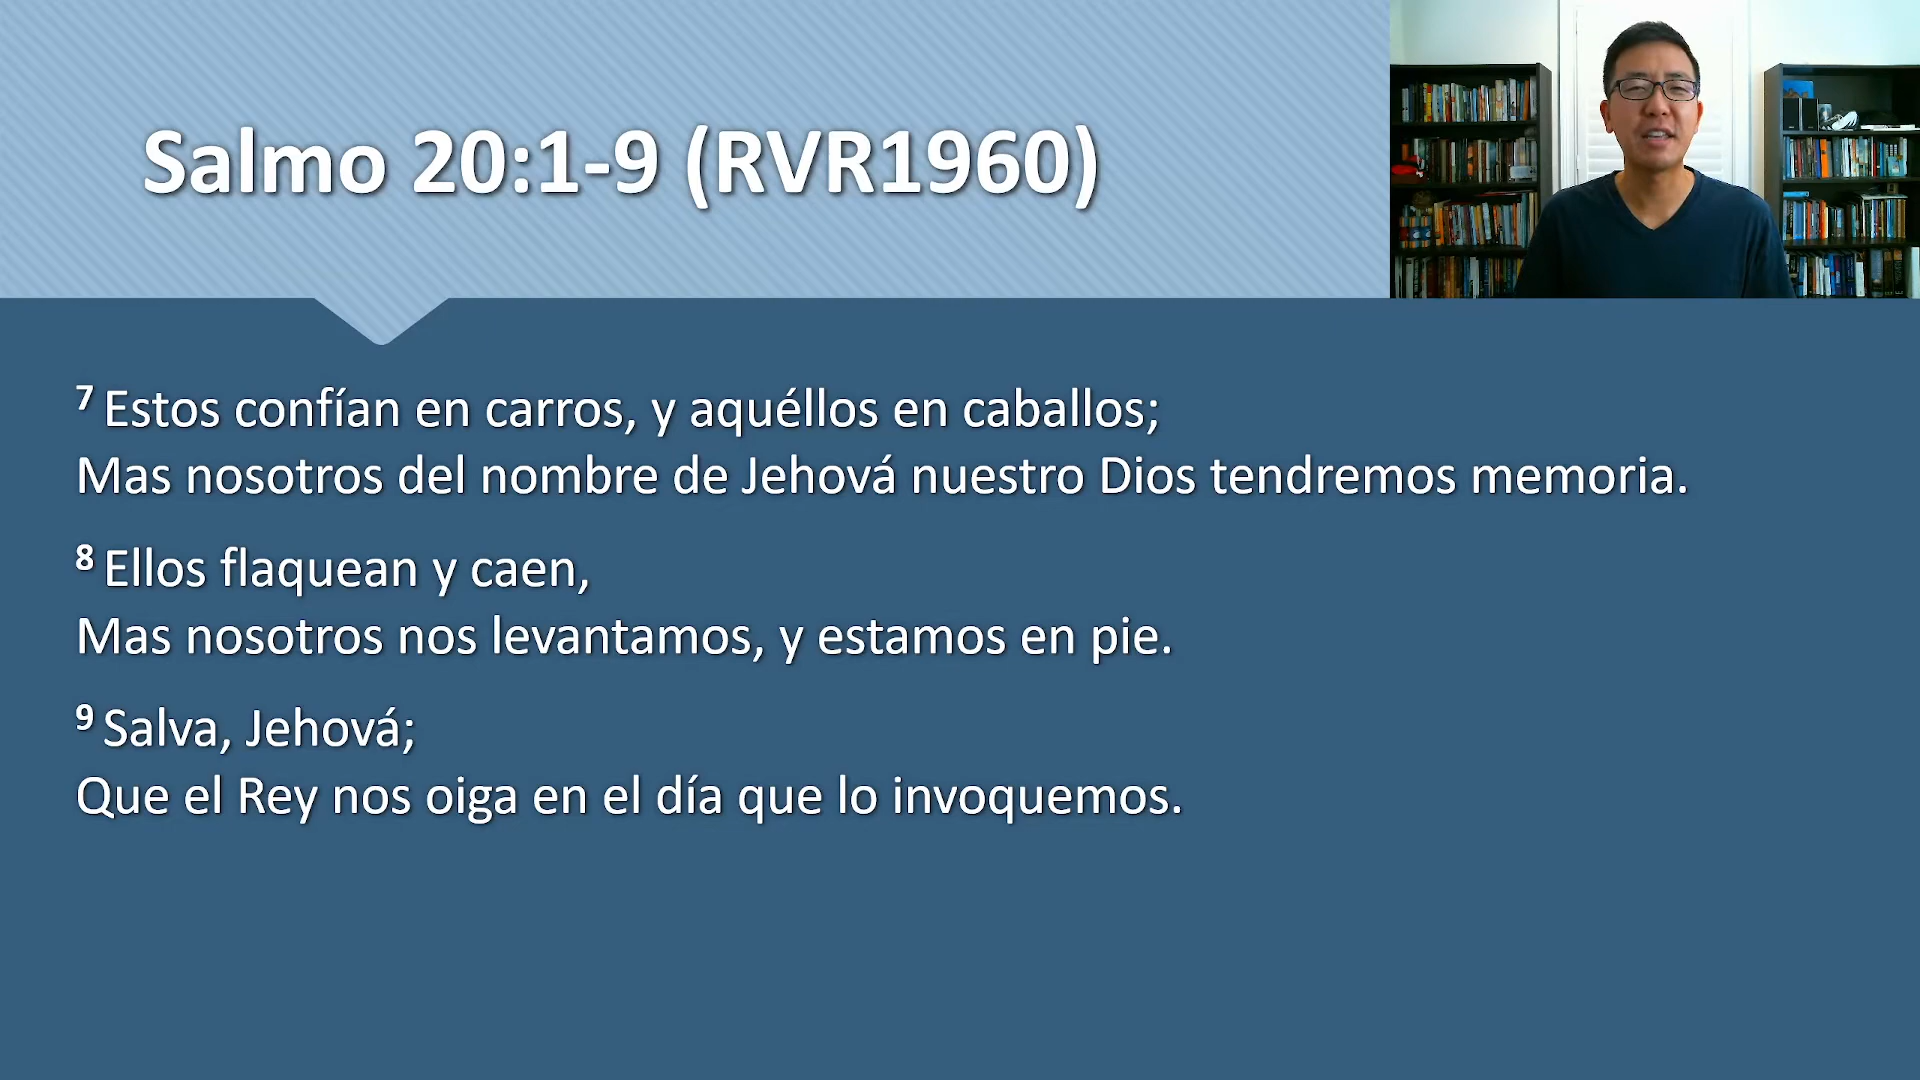 Salmo 20:1-9 (RVR1960)
7 Estos confían en carros, y aquéllos en caballos;
Mas nosotros del nombre de Jehová nuestro Dios tendremos memoria.
8 Ellos flaquean y caen,
Mas nosotros nos levantamos, y estamos en pie.
9 Salva, Jehová;
Que el Rey nos oiga en el día que lo invoquemos.